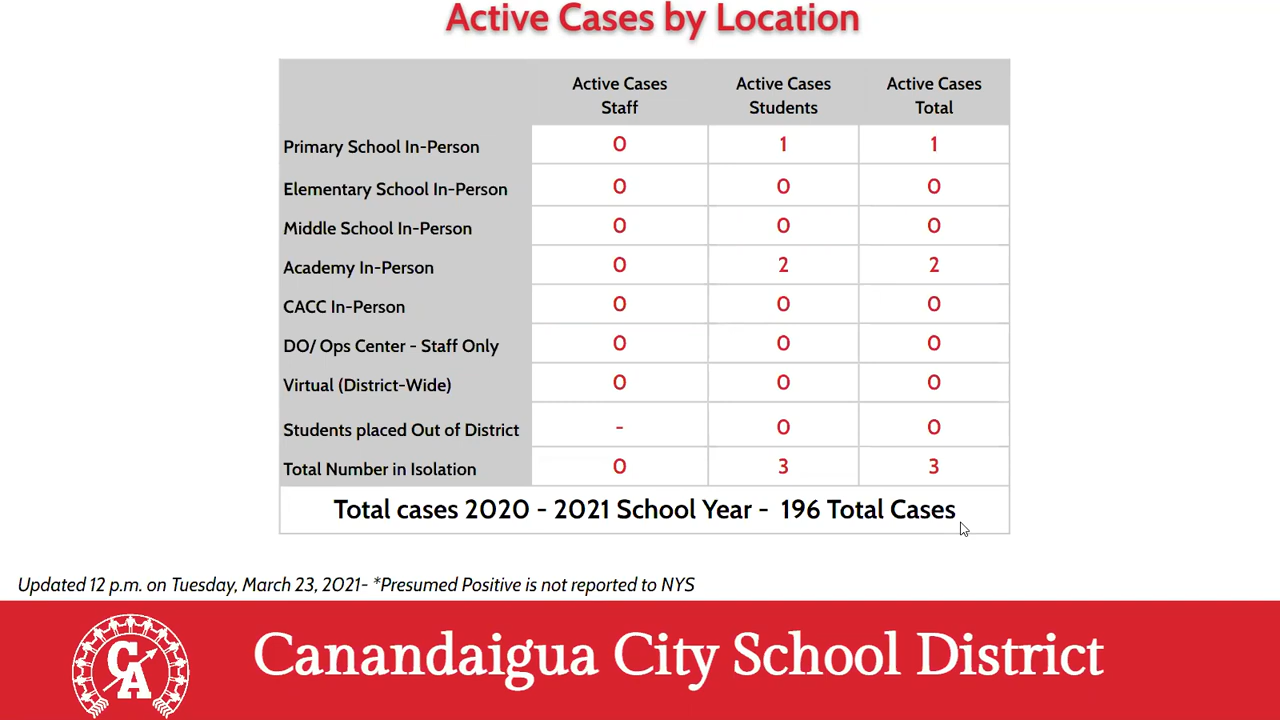 Active Cases by Location
Active Cases Staff Active Cases Students Active Cases Total
Primary School In-Person 0 1 1
Elementary School In-Person 0 0 0
Middle School In-Person 0 0 0
Academy In-Person 0 2 2
CACC In-Person 0 0 0
DO/ Ops Center - Staff Only 0 0 0
Virtual (District-Wide) 0 0 0
Students placed Out of District - 0 0
Total Number in Isolation 0 3 3
Total cases 2020 - 2021 School Year - 196 Total Cases
Updated 12 p.m. on Tuesday, March 23, 2021- *Presumed Positive is not reported to NYS
CA
Canandaigua City School District